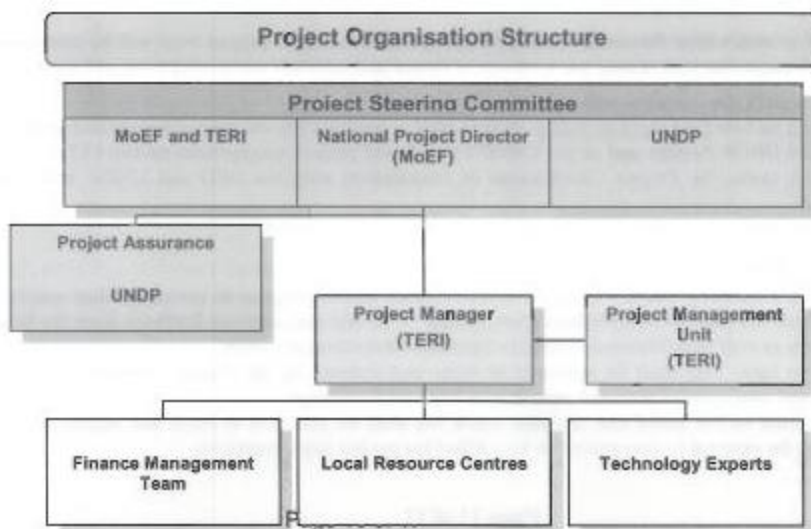 Project Organisation Structure
Project Steering Committee
MoEF and TERI
National Project Director
(MoEF)
UNDP
Project Assurance
UNDP
Project Manager
(TERI)
Project Management
Unit
(TERI)
Finance Management
Team
Local Resource Centres
Technology Experts